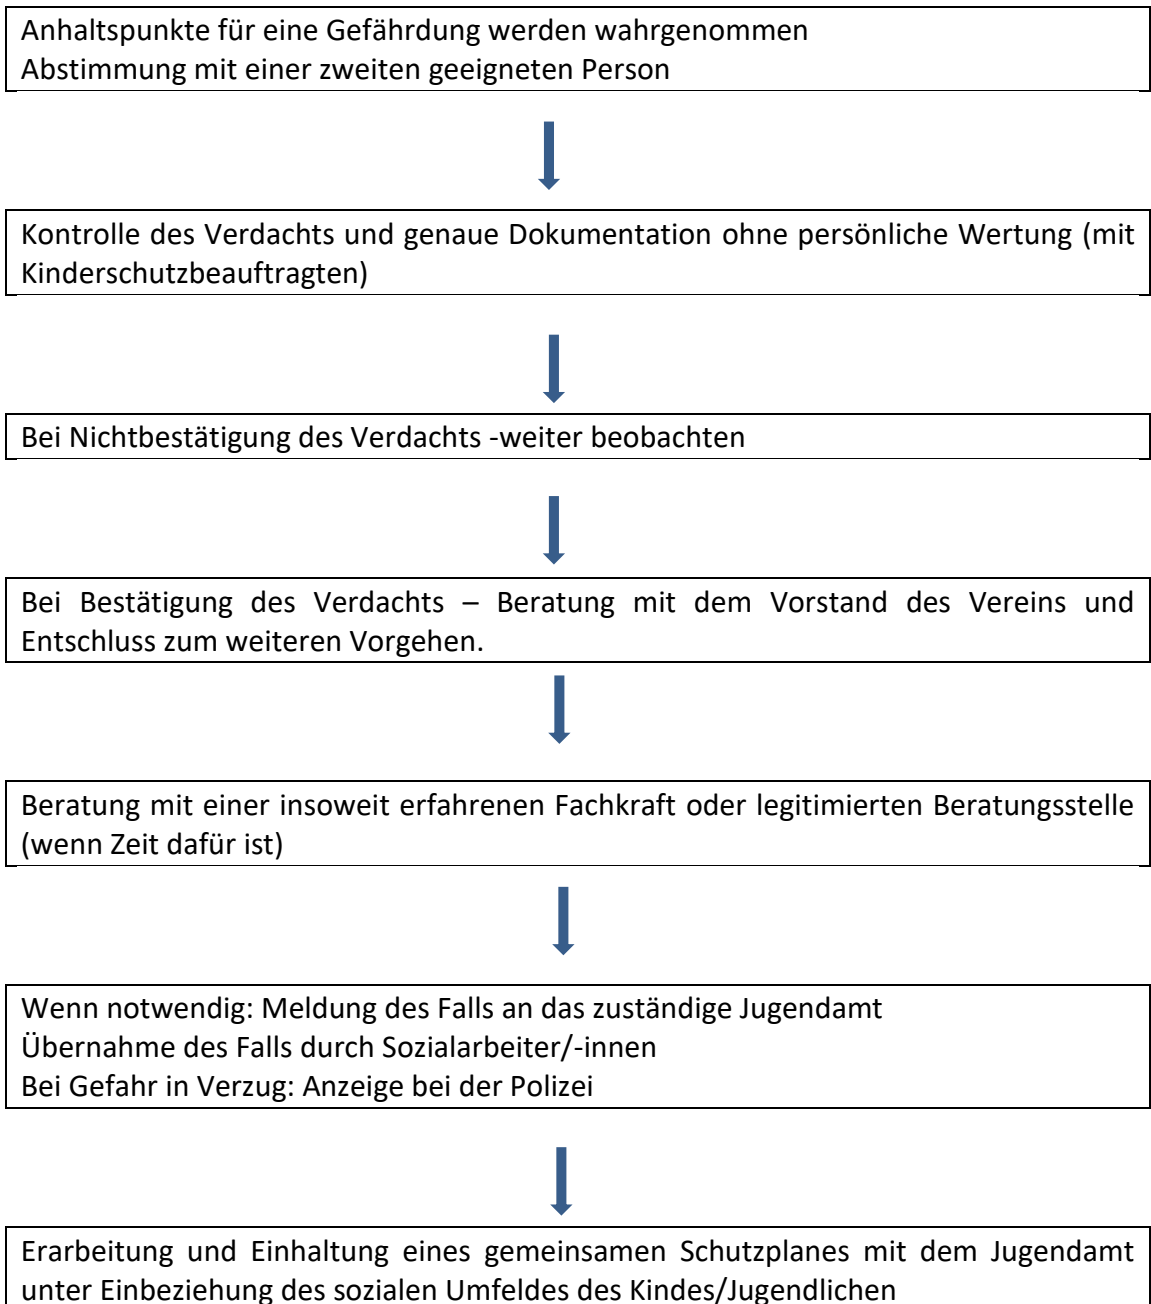 Anhaltspunkte für eine Gefährdung werden wahrgenommen
Abstimmung mit einer zweiten geeigneten Person
Kontrolle des Verdachts und genaue Dokumentation ohne persönliche Wertung (mit
Kinderschutzbeauftragten)
Bei Nichtbestätigung des Verdachts -weiter beobachten
Bei Bestätigung des Verdachts – Beratung mit dem Vorstand des Vereins und
Entschluss zum weiteren Vorgehen.
Beratung mit einer insoweit erfahrenen Fachkraft oder legitimierten Beratungsstelle
(wenn Zeit dafür ist)
Wenn notwendig: Meldung des Falls an das zuständige Jugendamt
Übernahme des Falls durch Sozialarbeiter/-innen
Bei Gefahr in Verzug: Anzeige bei der Polizei
Erarbeitung und Einhaltung eines gemeinsamen Schutzplanes mit dem Jugendamt
unter Einbeziehung des sozialen Umfeldes des Kindes/Jugendlichen